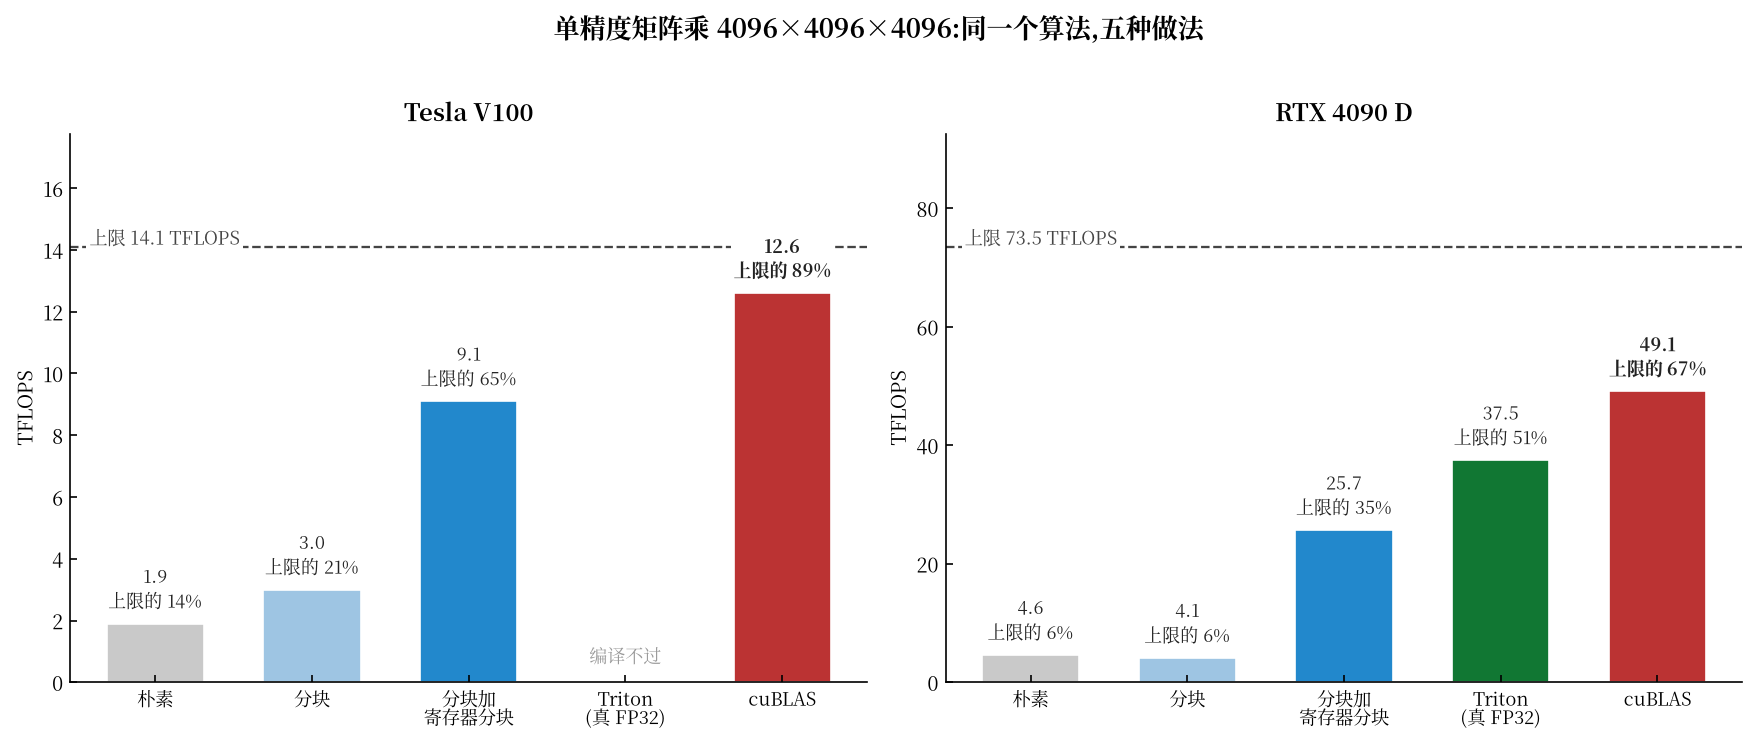 单精度矩阵乘 4096×4096×4096:同一个算法,五种做法
Tesla V100
TFLOPS
16
14
12
10
8
6
4
2
0
上限 14.1 TFLOPS
1.9
上限的 14%
3.0
上限的 21%
9.1
上限的 65%
编译不过
12.6
上限的 89%
朴素
分块
分块加
寄存器分块
Triton
(真 FP32)
cuBLAS
RTX 4090 D
TFLOPS
80
60
40
20
0
上限 73.5 TFLOPS
4.6
上限的 6%
4.1
上限的 6%
25.7
上限的 35%
37.5
上限的 51%
49.1
上限的 67%
朴素
分块
分块加
寄存器分块
Triton
(真 FP32)
cuBLAS